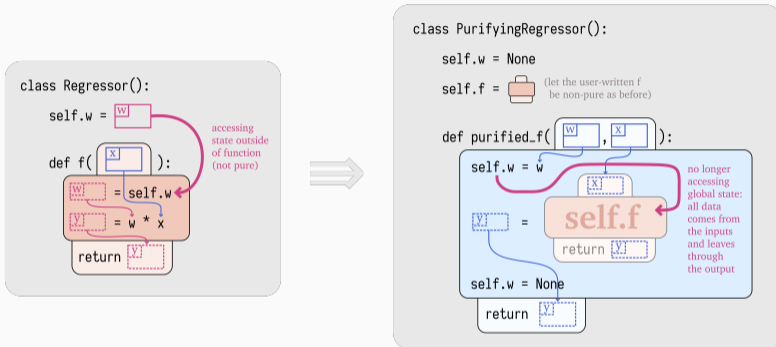 class Regressor():
self.w = w
accessing
state outside
of function
(not pure)
def f( x ):
w = self.w
y = w * x
return y
class PurifyingRegressor():
self.w = None
self.f =
(let the user-written f
be non-pure as before)
def purified_f( w , x ):
self.w = w
x
y = self.f
return y
no longer
accessing
global state:
all data
comes from
the inputs
and leaves
through
the output
self.w = None
return y